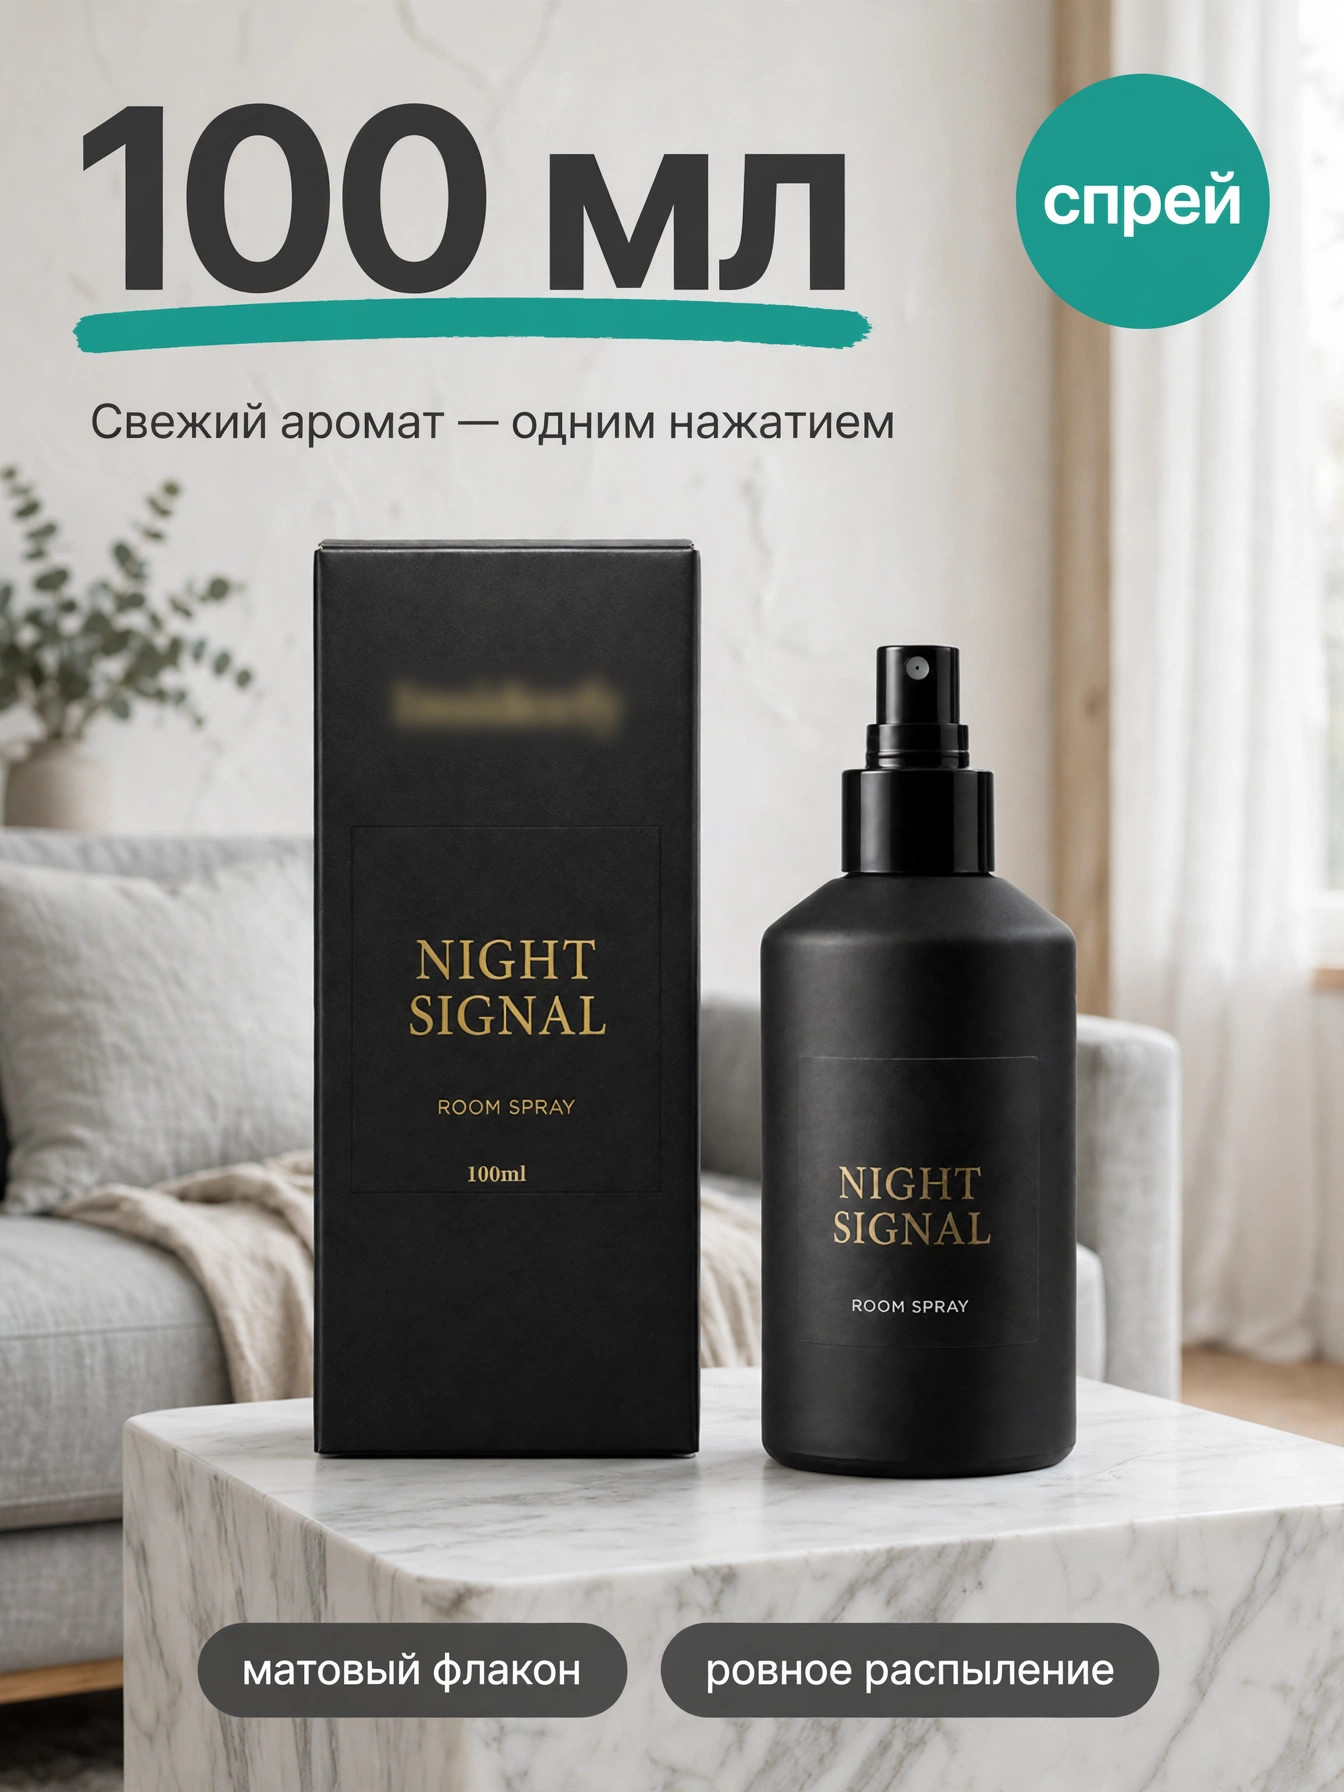 100 мл
спрей
Свежий аромат — одним нажатием
NIGHT
SIGNAL
ROOM SPRAY
100ml
NIGHT
SIGNAL
ROOM SPRAY
матовый флакон
ровное распыление